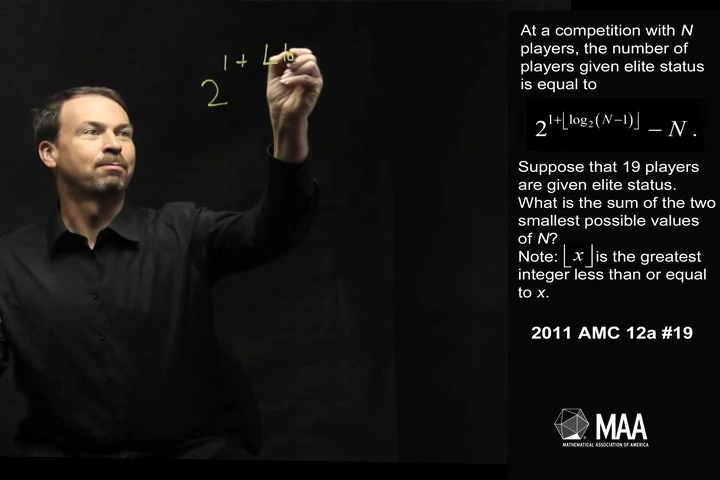 2^{1 + ⌊lo
At a competition with N
players, the number of
players given elite status
is equal to
2^{1+⌊log₂(N−1)⌋} − N.
Suppose that 19 players
are given elite status.
What is the sum of the two
smallest possible values
of N?
Note: ⌊x⌋ is the greatest
integer less than or equal
to x.
2011 AMC 12a #19
MAA
MATHEMATICAL ASSOCIATION OF AMERICA